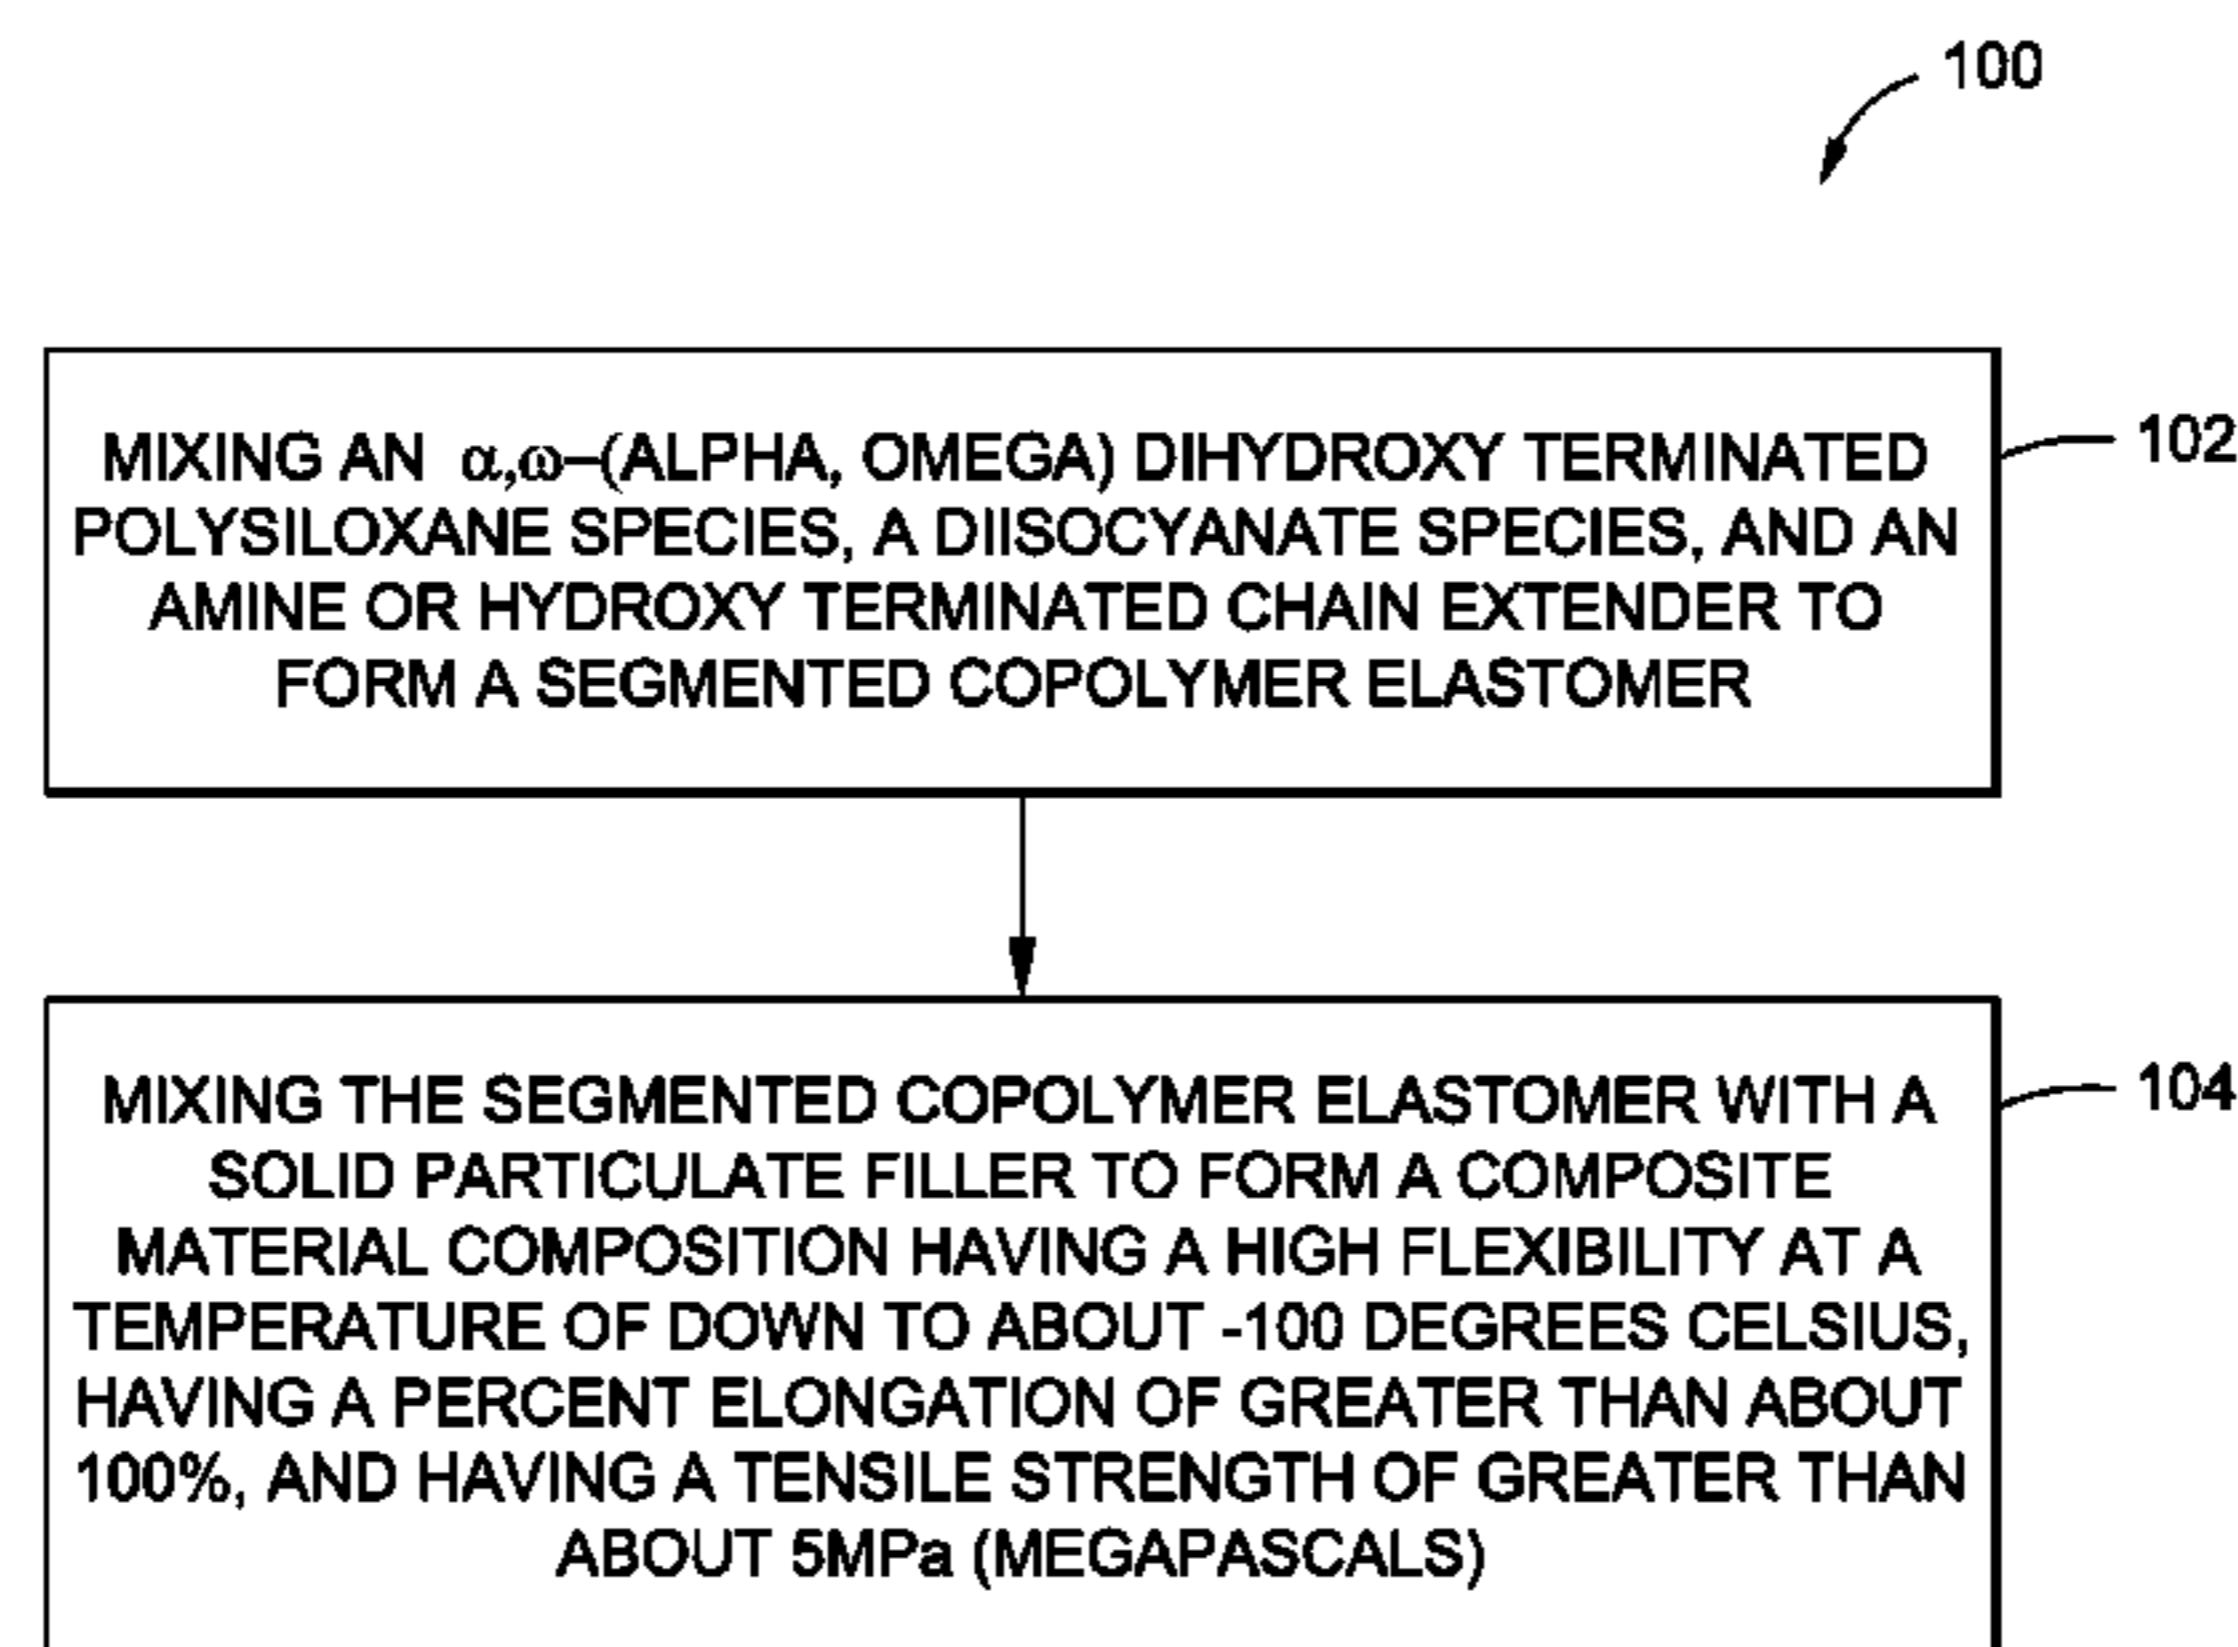 100
MIXING AN α,ω–(ALPHA, OMEGA) DIHYDROXY TERMINATED
POLYSILOXANE SPECIES, A DIISOCYANATE SPECIES, AND AN
AMINE OR HYDROXY TERMINATED CHAIN EXTENDER TO
FORM A SEGMENTED COPOLYMER ELASTOMER
102
MIXING THE SEGMENTED COPOLYMER ELASTOMER WITH A
SOLID PARTICULATE FILLER TO FORM A COMPOSITE
MATERIAL COMPOSITION HAVING A HIGH FLEXIBILITY AT A
TEMPERATURE OF DOWN TO ABOUT -100 DEGREES CELSIUS,
HAVING A PERCENT ELONGATION OF GREATER THAN ABOUT
100%, AND HAVING A TENSILE STRENGTH OF GREATER THAN
ABOUT 5MPa (MEGAPASCALS)
104